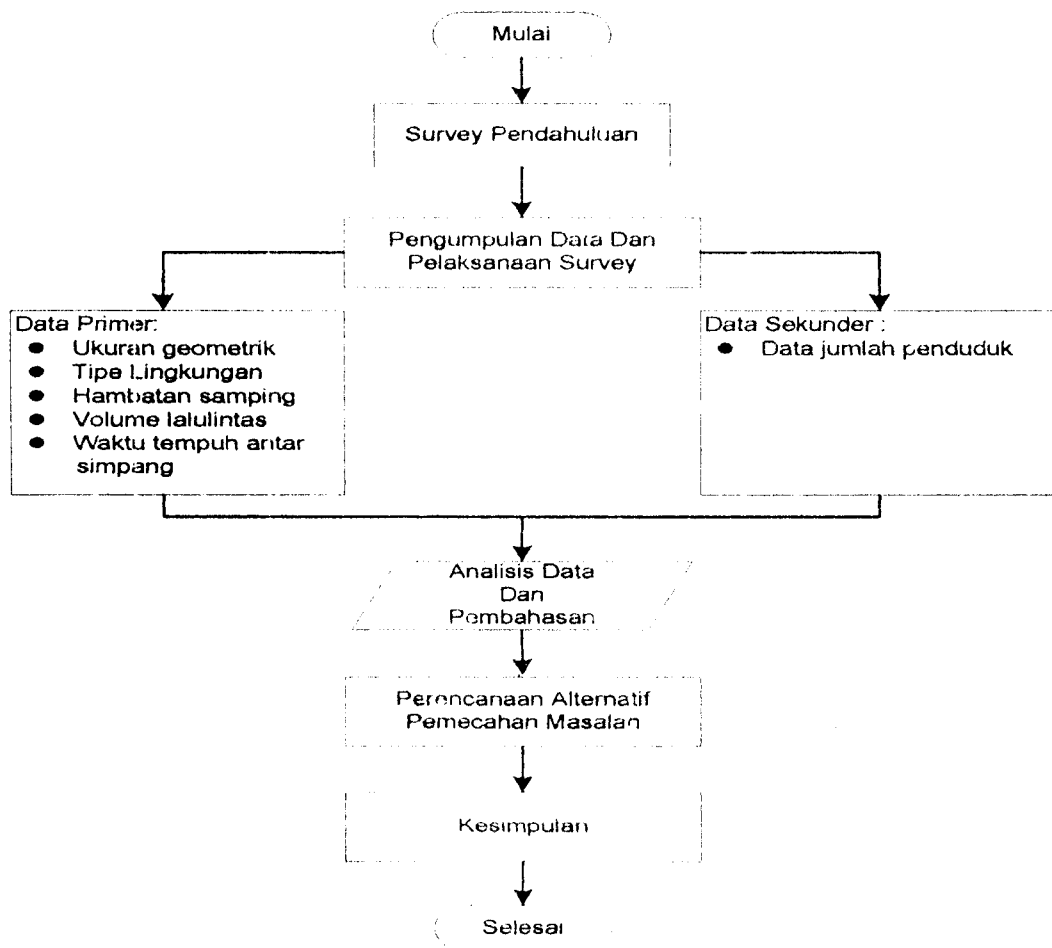 Mulai
Survey Pendahuluan
Pengumpulan Data Dan
Pelaksanaan Survey
Data Primer:
● Ukuran geometrik
● Tipe Lingkungan
● Hambatan samping
● Volume lalulintas
● Waktu tempuh antar
simpang
Data Sekunder :
● Data jumlah penduduk
Analisis Data
Dan
Pembahasan
Perencanaan Alternatif
Pemecahan Masalah
Kesimpulan
Selesai